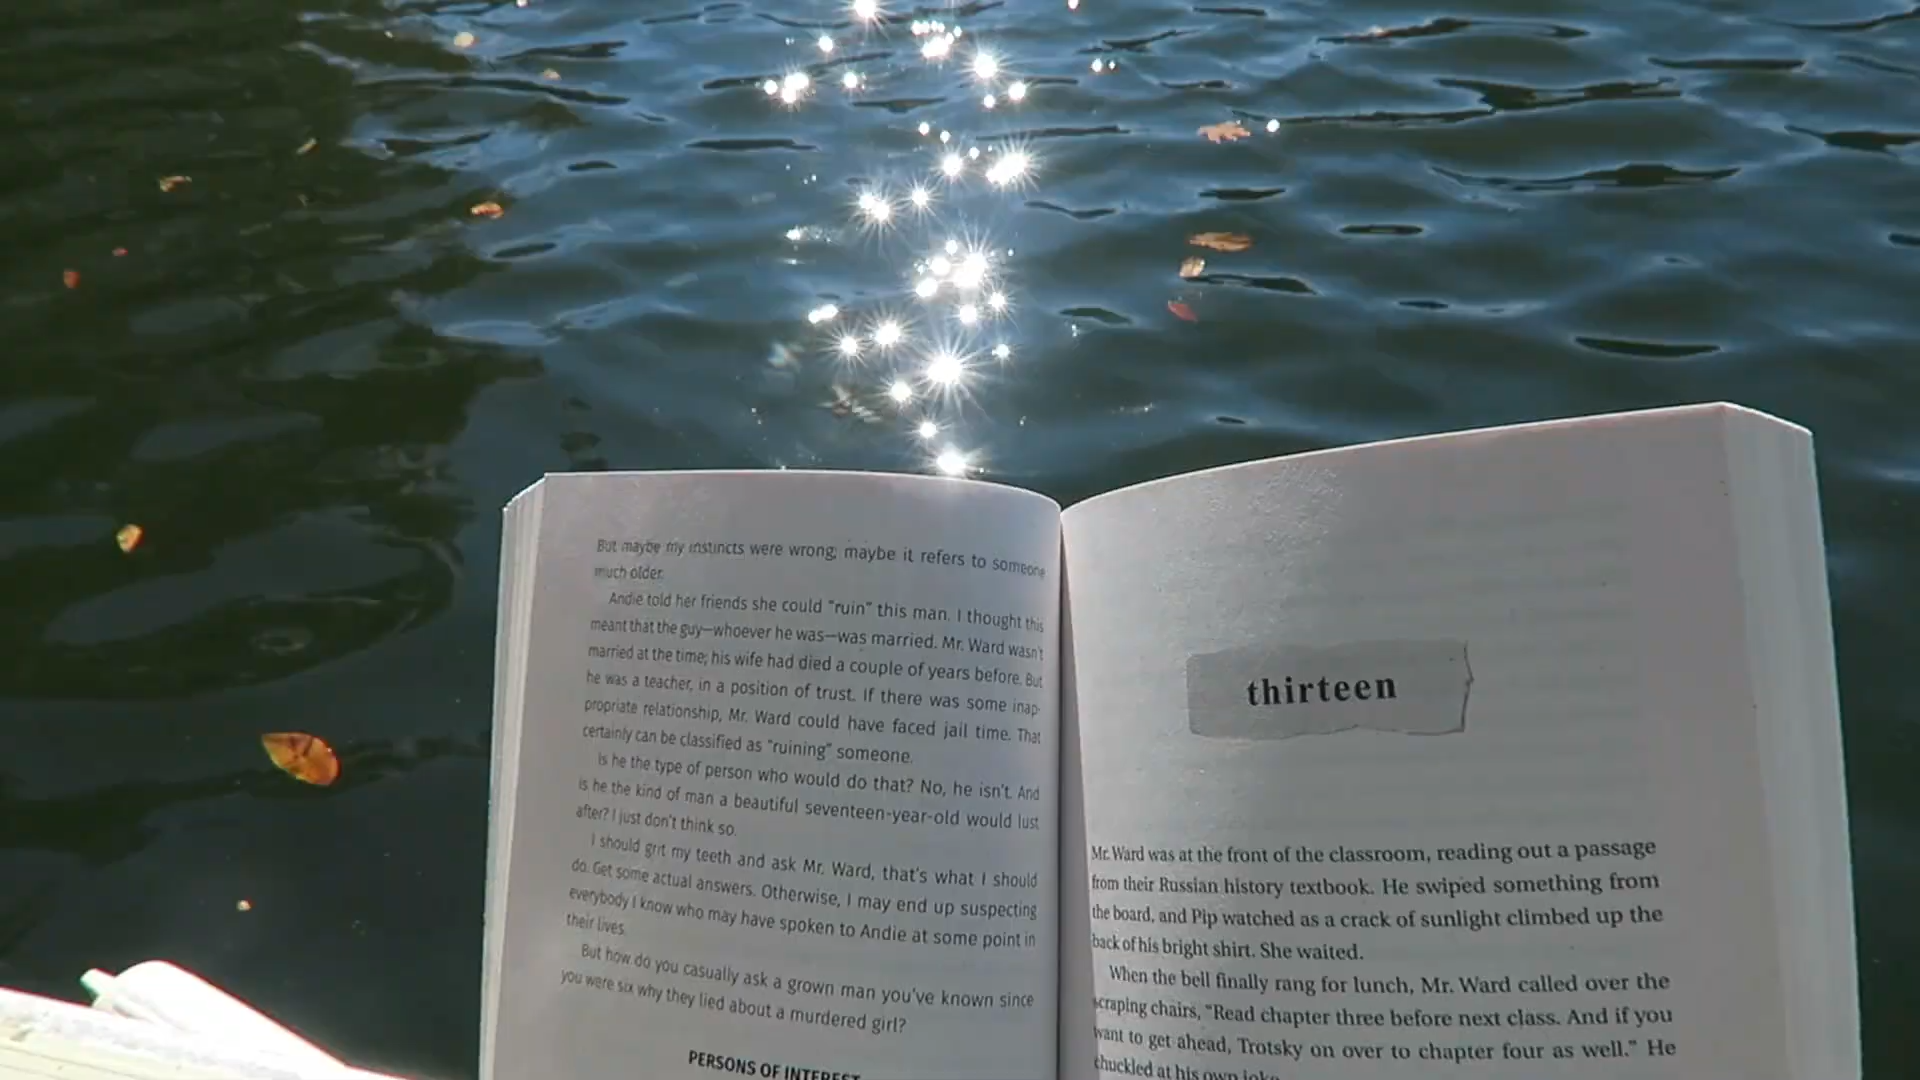 But maybe my instincts were wrong; maybe it refers to someone
much older.
Andie told her friends she could “ruin” this man. I thought this
meant that the guy—whoever he was—was married. Mr. Ward wasn’t
married at the time; his wife had died a couple of years before. But
he was a teacher, in a position of trust. If there was some inap-
propriate relationship, Mr. Ward could have faced jail time. That
certainly can be classified as “ruining” someone.
Is he the type of person who would do that? No, he isn’t. And
is he the kind of man a beautiful seventeen-year-old would lust
after? I just don’t think so.
I should grit my teeth and ask Mr. Ward, that’s what I should
do. Get some actual answers. Otherwise, I may end up suspecting
everybody I know who may have spoken to Andie at some point in
their lives.
But how do you casually ask a grown man you’ve known since
you were six why they lied about a murdered girl?
PERSONS OF INTEREST
thirteen
Mr. Ward was at the front of the classroom, reading out a passage
from their Russian history textbook. He swiped something from
the board, and Pip watched as a crack of sunlight climbed up the
back of his bright shirt. She waited.
When the bell finally rang for lunch, Mr. Ward called over the
scraping chairs, “Read chapter three before next class. And if you
want to get ahead, Trotsky on over to chapter four as well.” He
chuckled at his own joke.